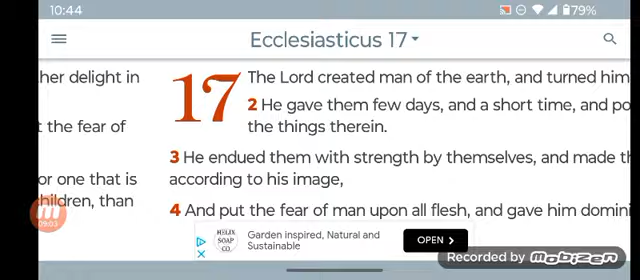 10:44
79%
Ecclesiasticus 17
her delight in
t the fear of
or one that is
children, than
17 The Lord created man of the earth, and turned him
2 He gave them few days, and a short time, and po
the things therein.
3 He endued them with strength by themselves, and made th
according to his image,
4 And put the fear of man upon all flesh, and gave him domini
09:03
HELIX SOAP CO.
Garden inspired, Natural and
Sustainable
OPEN
Recorded by mobizen